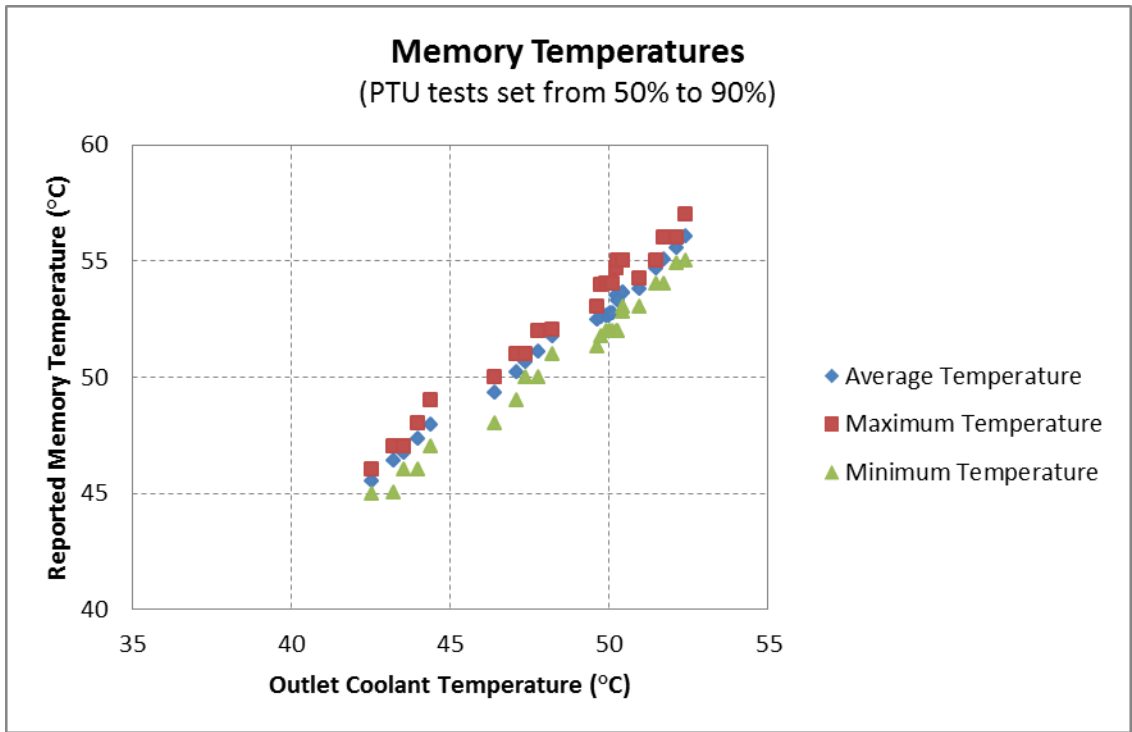 Memory Temperatures
(PTU tests set from 50% to 90%)
Reported Memory Temperature (°C)
60
55
50
45
40
35 40 45 50 55
Outlet Coolant Temperature (°C)
Average Temperature
Maximum Temperature
Minimum Temperature